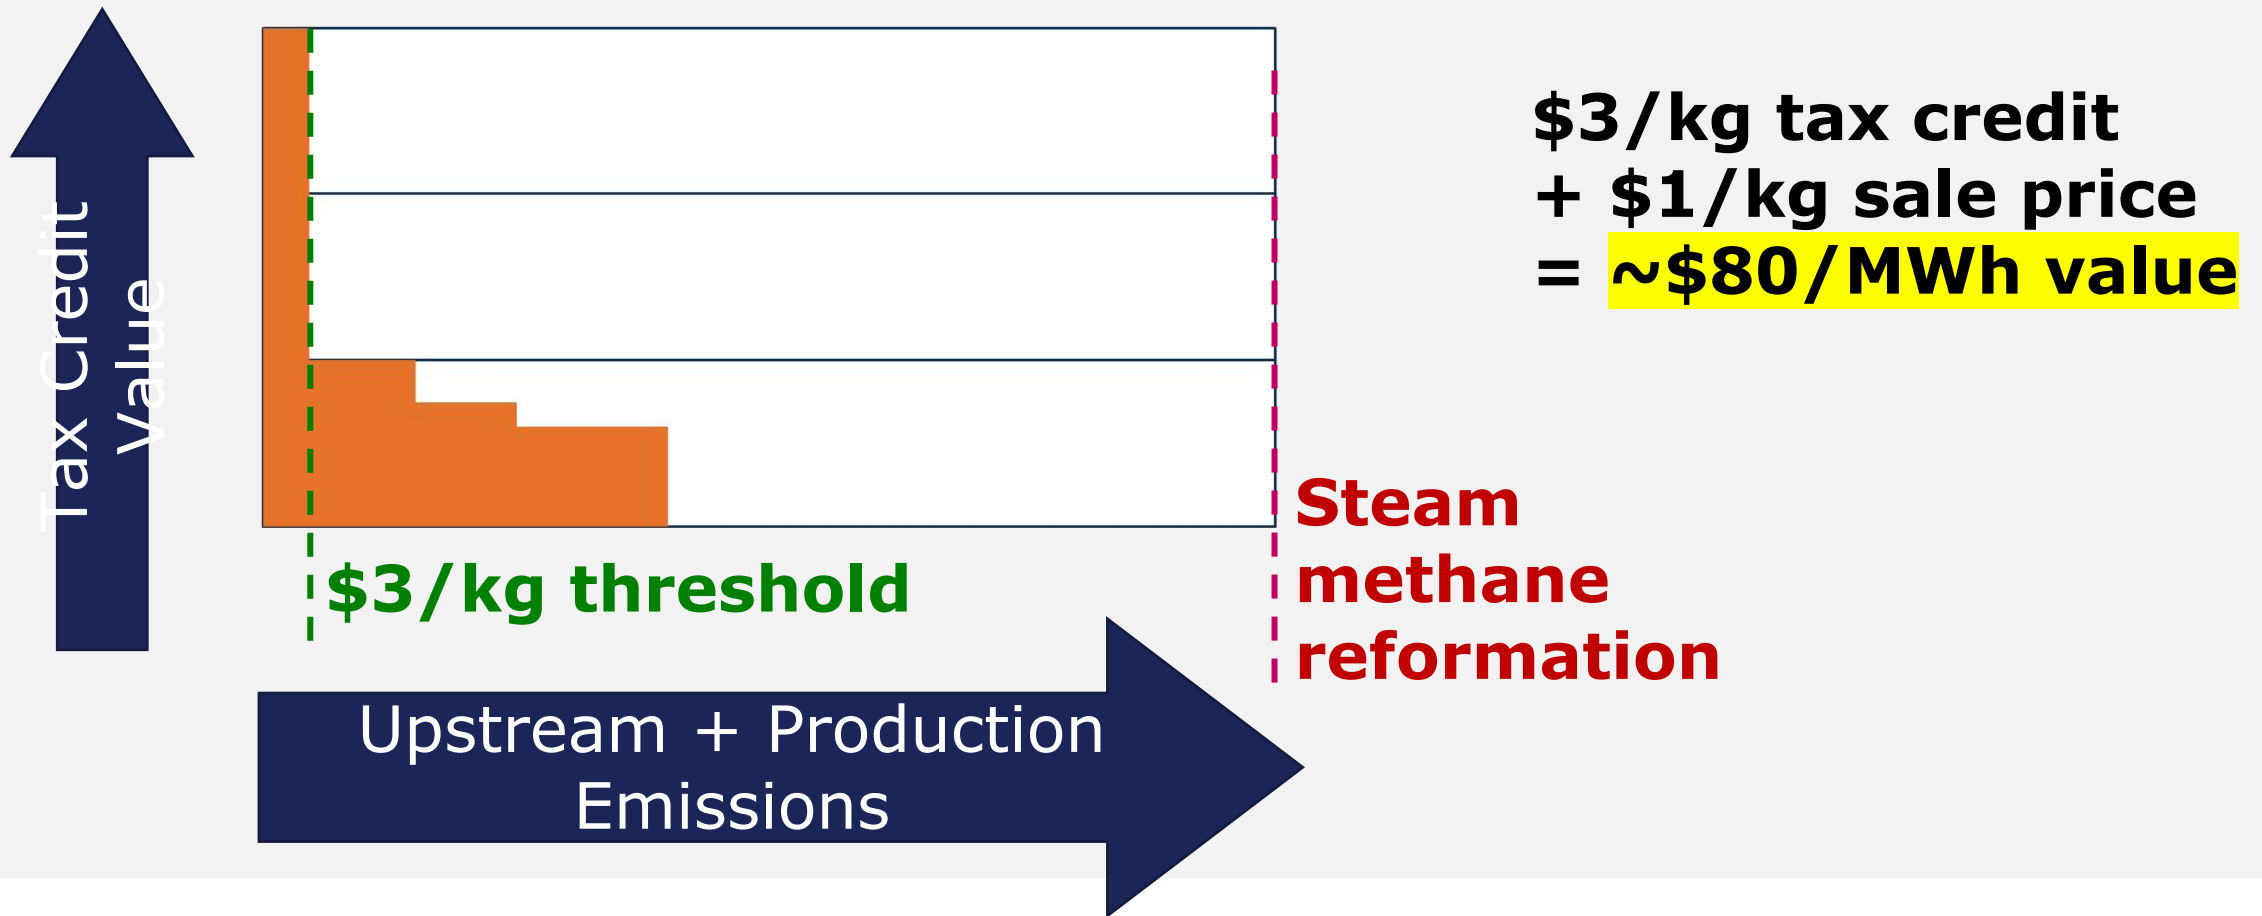 Tax Credit
Value
$3/kg tax credit
+ $1/kg sale price
= ~$80/MWh value
$3/kg threshold
Steam
methane
reformation
Upstream + Production
Emissions